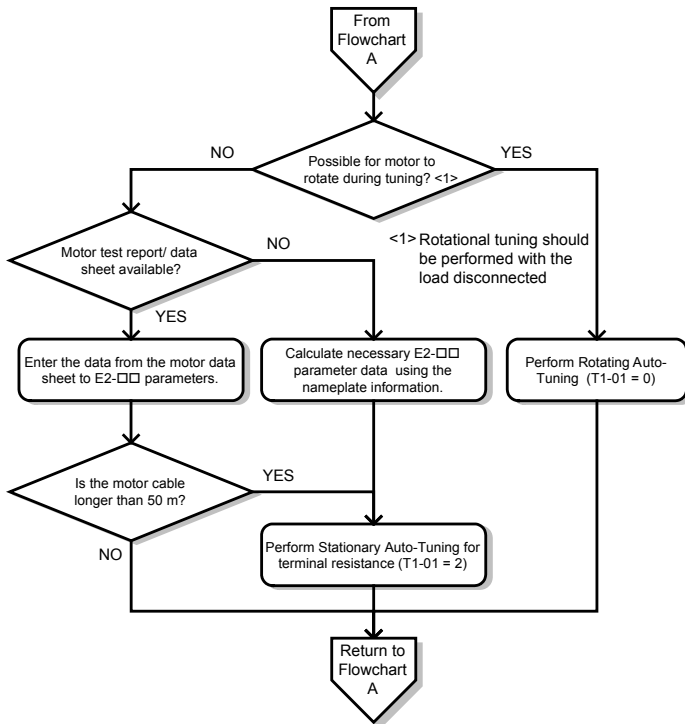 From
Flowchart
A
NO
Possible for motor to
rotate during tuning? <1>
YES
Motor test report/ data
sheet available?
NO
<1> Rotational tuning should
be performed with the
load disconnected
YES
Enter the data from the motor data
sheet to E2-□□ parameters.
Calculate necessary E2-□□
parameter data using the
nameplate information.
Perform Rotating Auto-
Tuning (T1-01 = 0)
Is the motor cable
longer than 50 m?
YES
NO
Perform Stationary Auto-Tuning for
terminal resistance (T1-01 = 2)
Return to
Flowchart
A